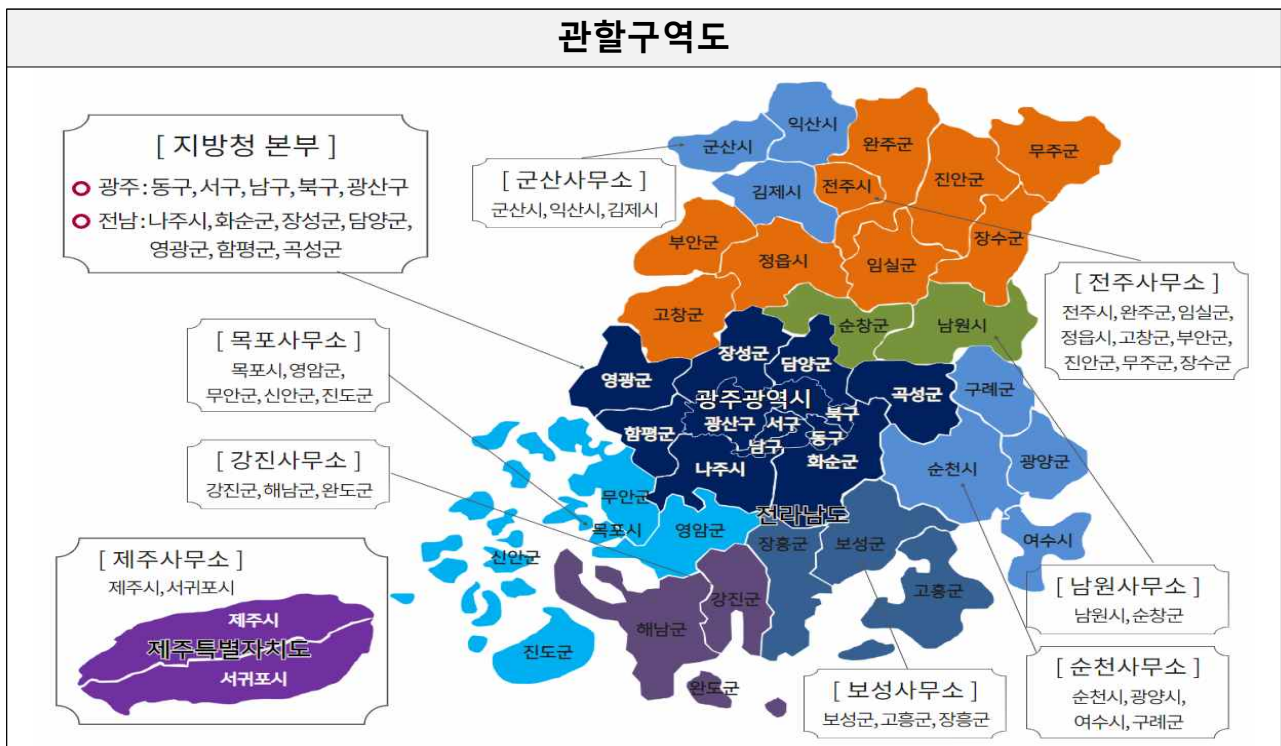 관할구역도
[ 지방청 본부 ]
광주 : 동구, 서구, 남구, 북구, 광산구
전남 : 나주시, 화순군, 장성군, 담양군,
영광군, 함평군, 곡성군
[ 군산사무소 ]
군산시, 익산시, 김제시
[ 전주사무소 ]
전주시, 완주군, 임실군,
정읍시, 고창군, 부안군,
진안군, 무주군, 장수군
[ 목포사무소 ]
목포시, 영암군,
무안군, 신안군, 진도군
[ 강진사무소 ]
강진군, 해남군, 완도군
[ 제주사무소 ]
제주시, 서귀포시
제주시
제주특별자치도
서귀포시
[ 남원사무소 ]
남원시, 순창군
[ 순천사무소 ]
순천시, 광양시,
여수시, 구례군
[ 보성사무소 ]
보성군, 고흥군, 장흥군
군산시
익산시
완주군
무주군
김제시
전주시
진안군
부안군
정읍시
임실군
장수군
고창군
순창군
남원시
장성군
담양군
영광군
곡성군
구례군
광주광역시
북구
함평군
광산구
서구
동구
남구
나주시
화순군
순천시
광양군
무안군
목포시
영암군
전라남도
장흥군
보성군
여수시
신안군
고흥군
강진군
해남군
진도군
완도군